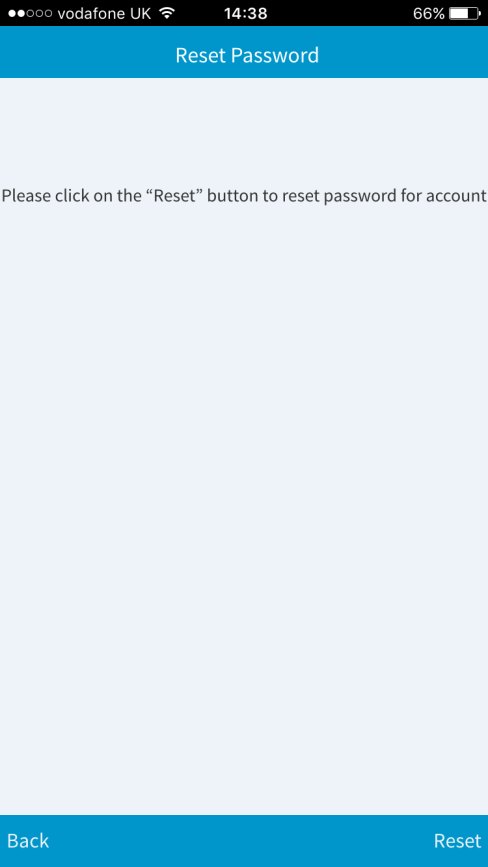 vodafone UK 14:38 66%
Reset Password
Please click on the “Reset” button to reset password for account
Back Reset